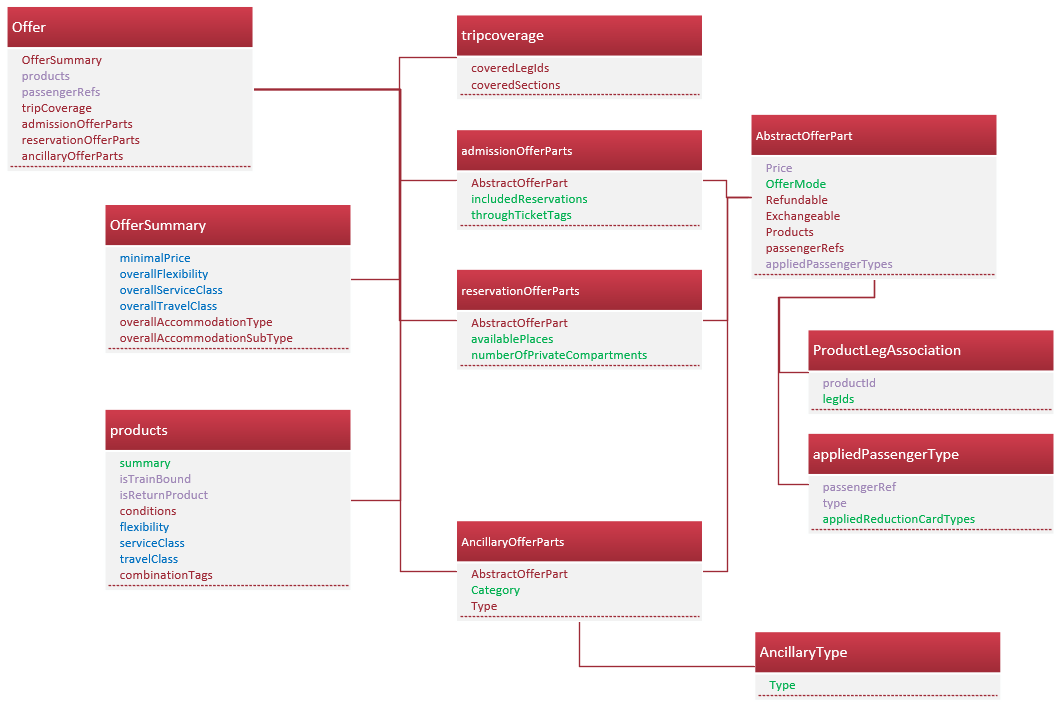 Offer
OfferSummary
products
passengerRefs
tripCoverage
admissionOfferParts
reservationOfferParts
ancillaryOfferParts
OfferSummary
minimalPrice
overallFlexibility
overallServiceClass
overallTravelClass
overallAccommodationType
overallAccommodationSubType
products
summary
isTrainBound
isReturnProduct
conditions
flexibility
serviceClass
travelClass
combinationTags
tripcoverage
coveredLegIds
coveredSections
admissionOfferParts
AbstractOfferPart
includedReservations
throughTicketTags
reservationOfferParts
AbstractOfferPart
availablePlaces
numberOfPrivateCompartments
AncillaryOfferParts
AbstractOfferPart
Category
Type
AbstractOfferPart
Price
OfferMode
Refundable
Exchangeable
Products
passengerRefs
appliedPassengerTypes
ProductLegAssociation
productId
legIds
appliedPassengerType
passengerRef
type
appliedReductionCardTypes
AncillaryType
Type